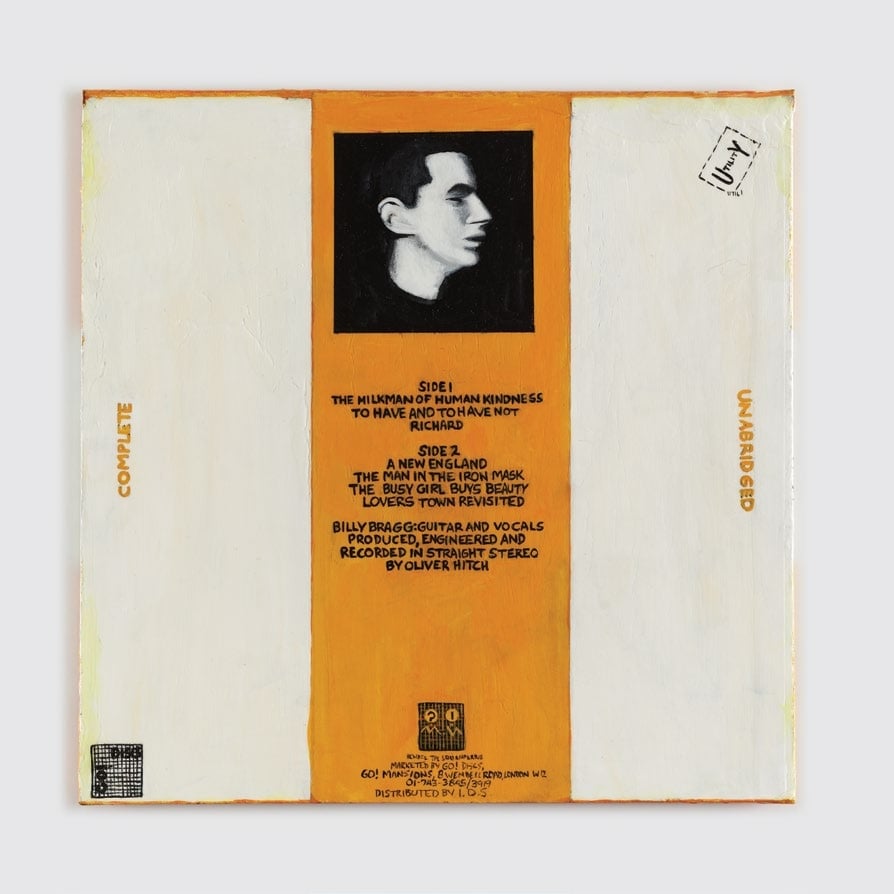 UTILITY
UTIL
SIDE 1
THE MILKMAN OF HUMAN KINDNESS
TO HAVE AND TO HAVE NOT
RICHARD
SIDE 2
A NEW ENGLAND
THE MAN IN THE IRON MASK
THE BUSY GIRL BUYS BEAUTY
LOVERS TOWN REVISITED
BILLY BRAGG: GUITAR AND VOCALS
PRODUCED, ENGINEERED AND
RECORDED IN STRAIGHT STEREO
BY OLIVER HITCH
COMPLETE
UNABRIDGED
? !
MARKETED BY GO! DISCS,
GO! MANSIONS, 8 WENDELL ROAD, LONDON W12
01-743-3845/3919
DISTRIBUTED BY I.D.S.
GO! DISCS